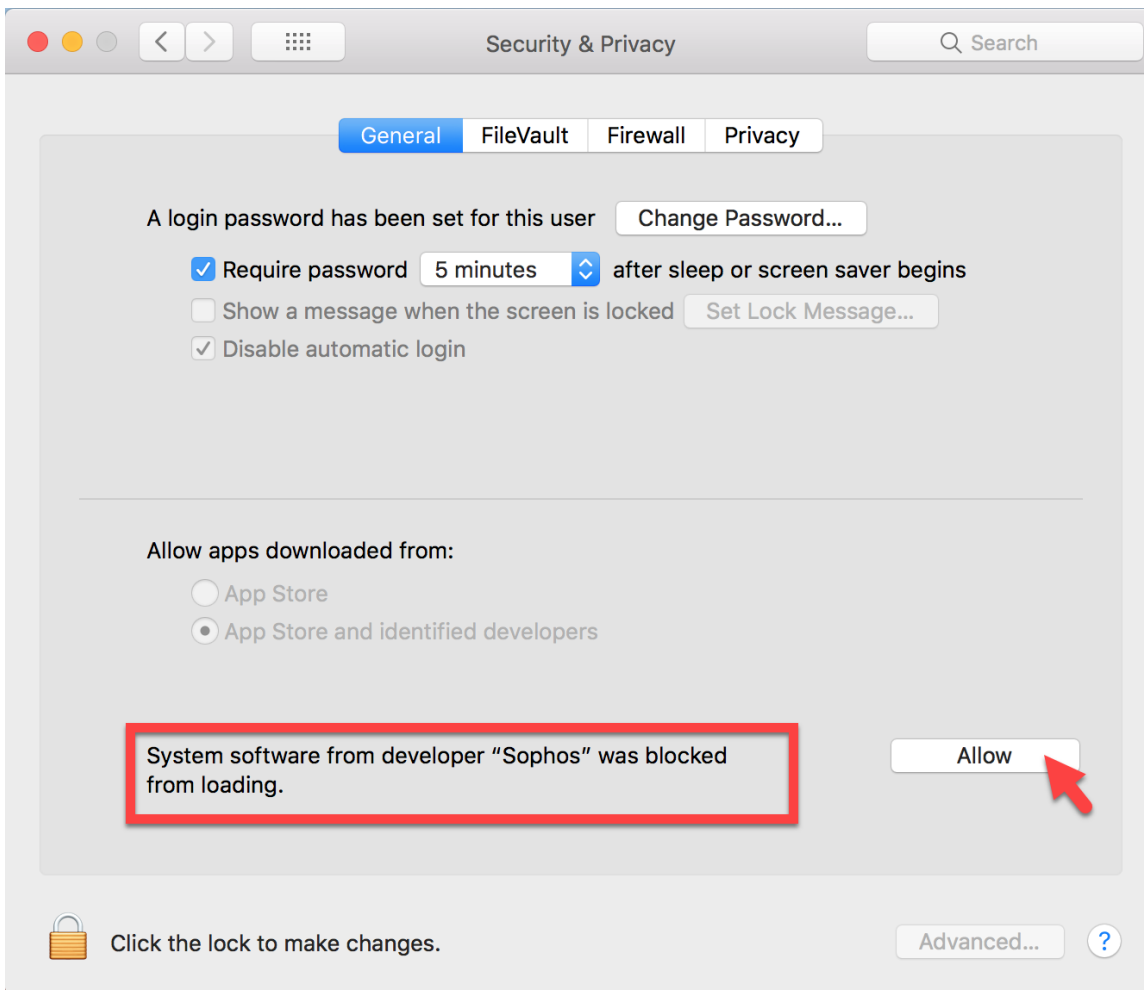 Security & Privacy
Search
General FileVault Firewall Privacy
A login password has been set for this user Change Password...
Require password 5 minutes after sleep or screen saver begins
Show a message when the screen is locked Set Lock Message...
Disable automatic login
Allow apps downloaded from:
App Store
App Store and identified developers
System software from developer “Sophos” was blocked
from loading.
Allow
Click the lock to make changes.
Advanced...
?